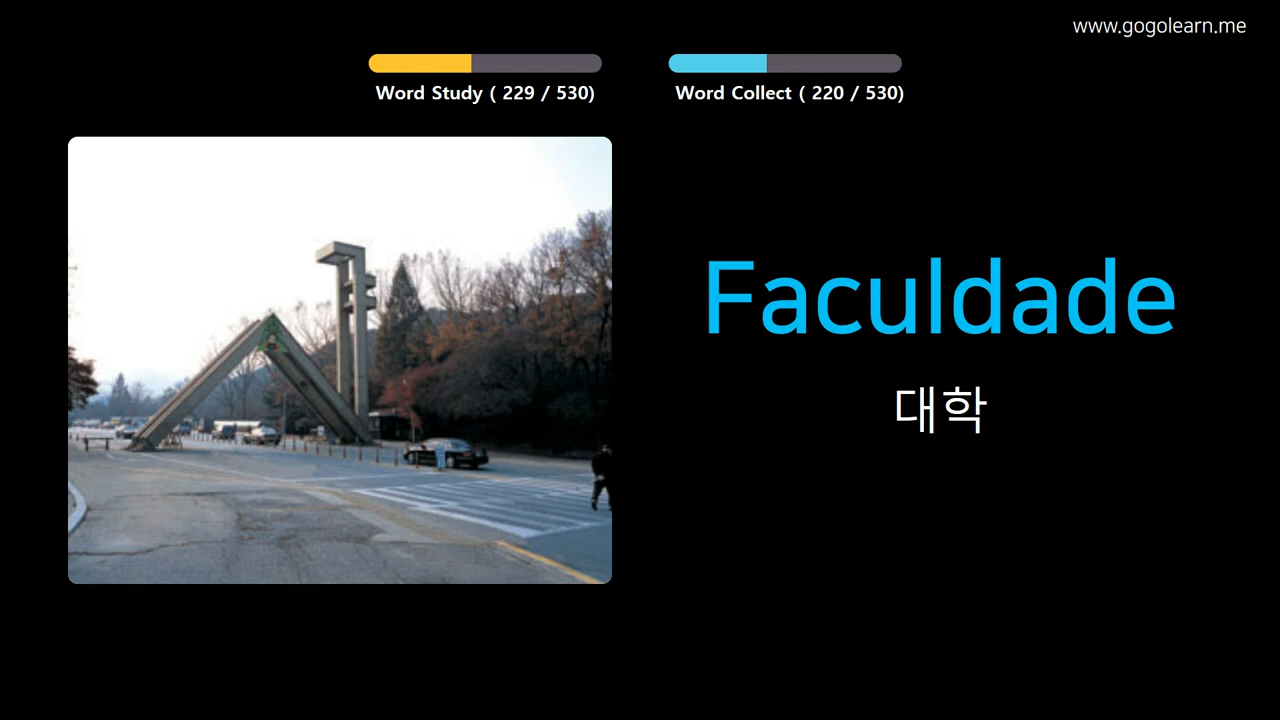 www.gogolearn.me
Word Study ( 229 / 530)
Word Collect ( 220 / 530)
Faculdade
대학